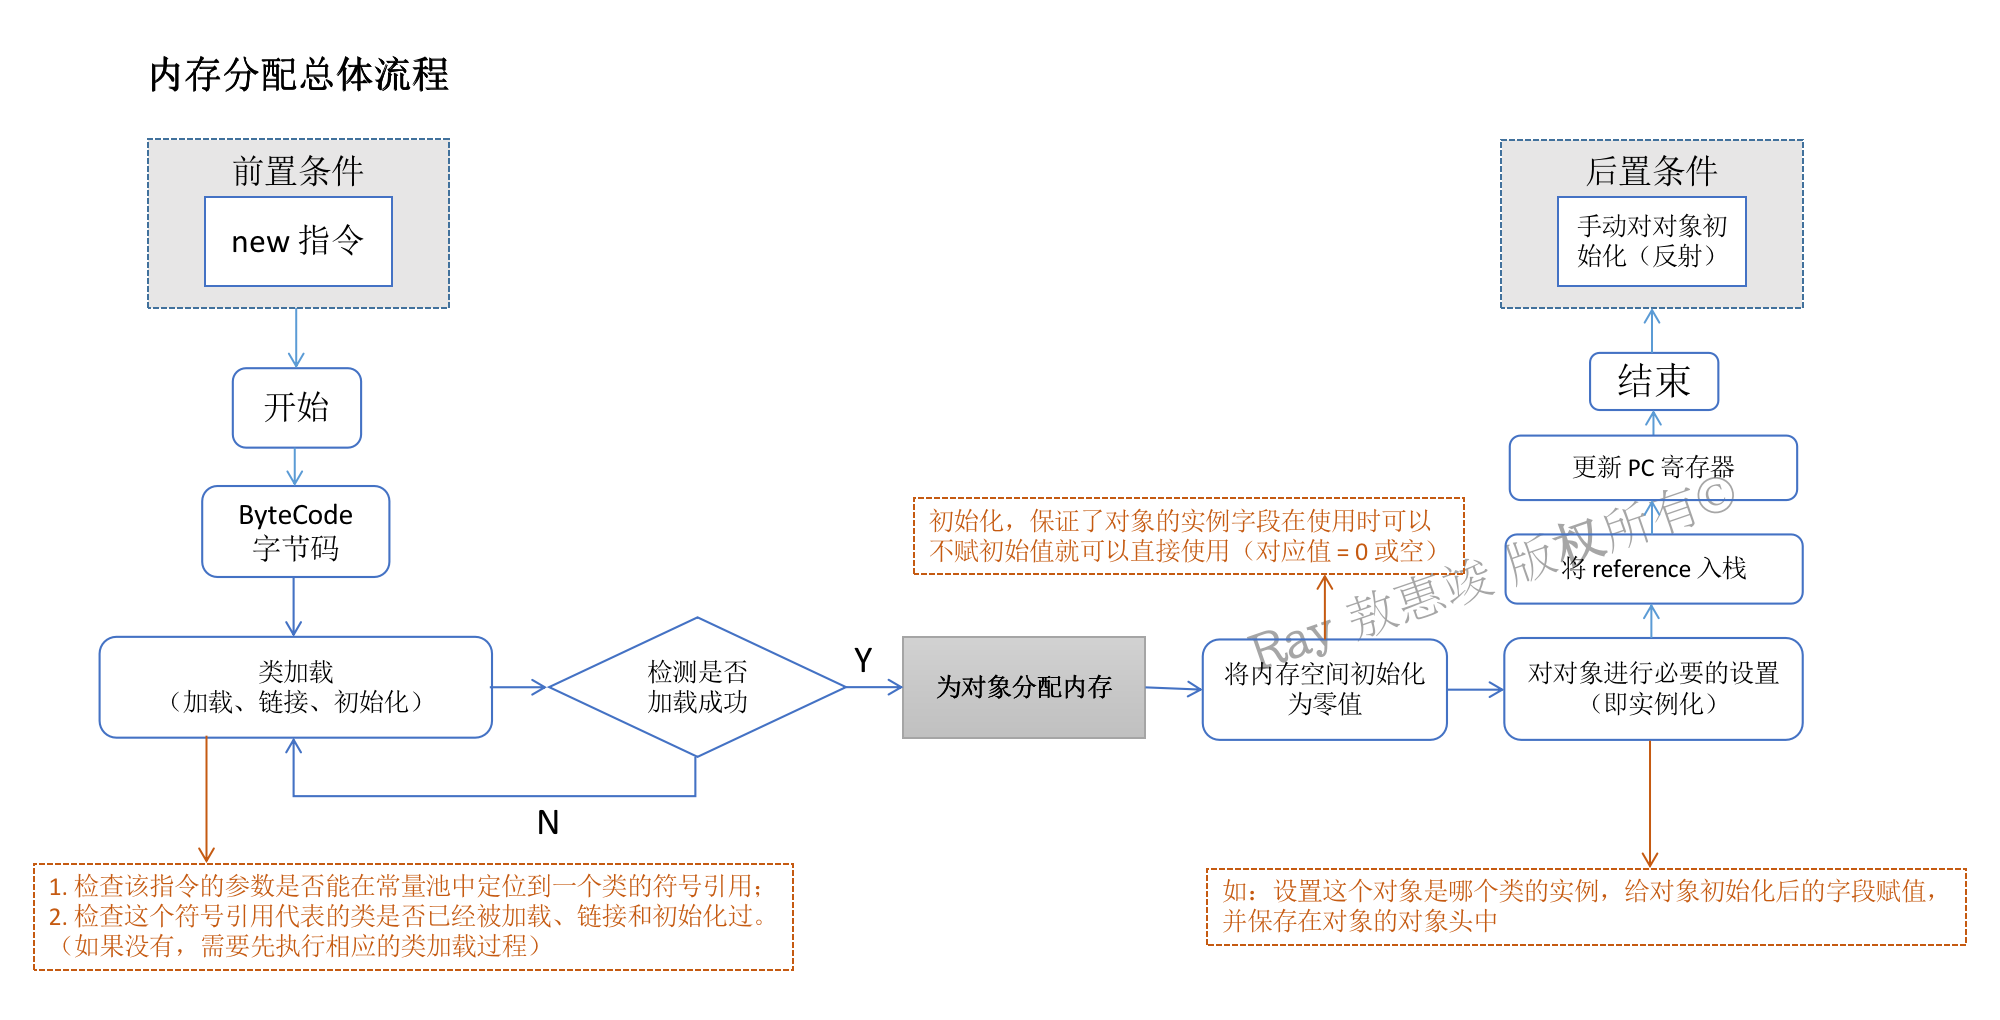 内存分配总体流程
前置条件
new 指令
开始
ByteCode
字节码
类加载
（加载、链接、初始化）
检测是否
加载成功
Y
N
1. 检查该指令的参数是否能在常量池中定位到一个类的符号引用；
2. 检查这个符号引用代表的类是否已经被加载、链接和初始化过。
（如果没有，需要先执行相应的类加载过程）
为对象分配内存
初始化，保证了对象的实例字段在使用时可以
不赋初始值就可以直接使用（对应值 = 0 或空）
将内存空间初始化
为零值
对对象进行必要的设置
（即实例化）
如：设置这个对象是哪个类的实例，给对象初始化后的字段赋值，
并保存在对象的对象头中
将 reference 入栈
更新 PC 寄存器
结束
后置条件
手动对对象初
始化（反射）
Ray 敖惠竣 版权所有©